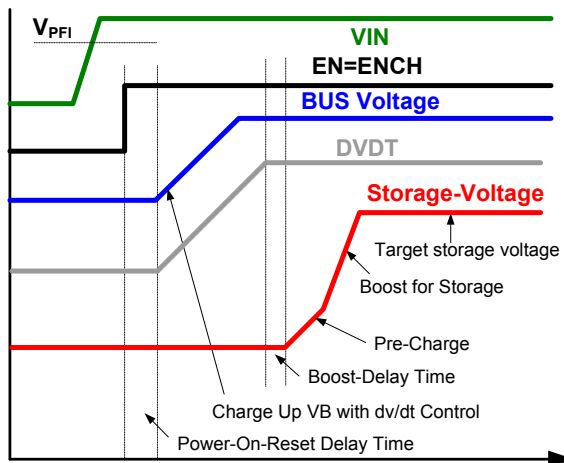 VPFI
VIN
EN=ENCH
BUS Voltage
DVDT
Storage-Voltage
Target storage voltage
Boost for Storage
Pre-Charge
Boost-Delay Time
Charge Up VB with dv/dt Control
Power-On-Reset Delay Time